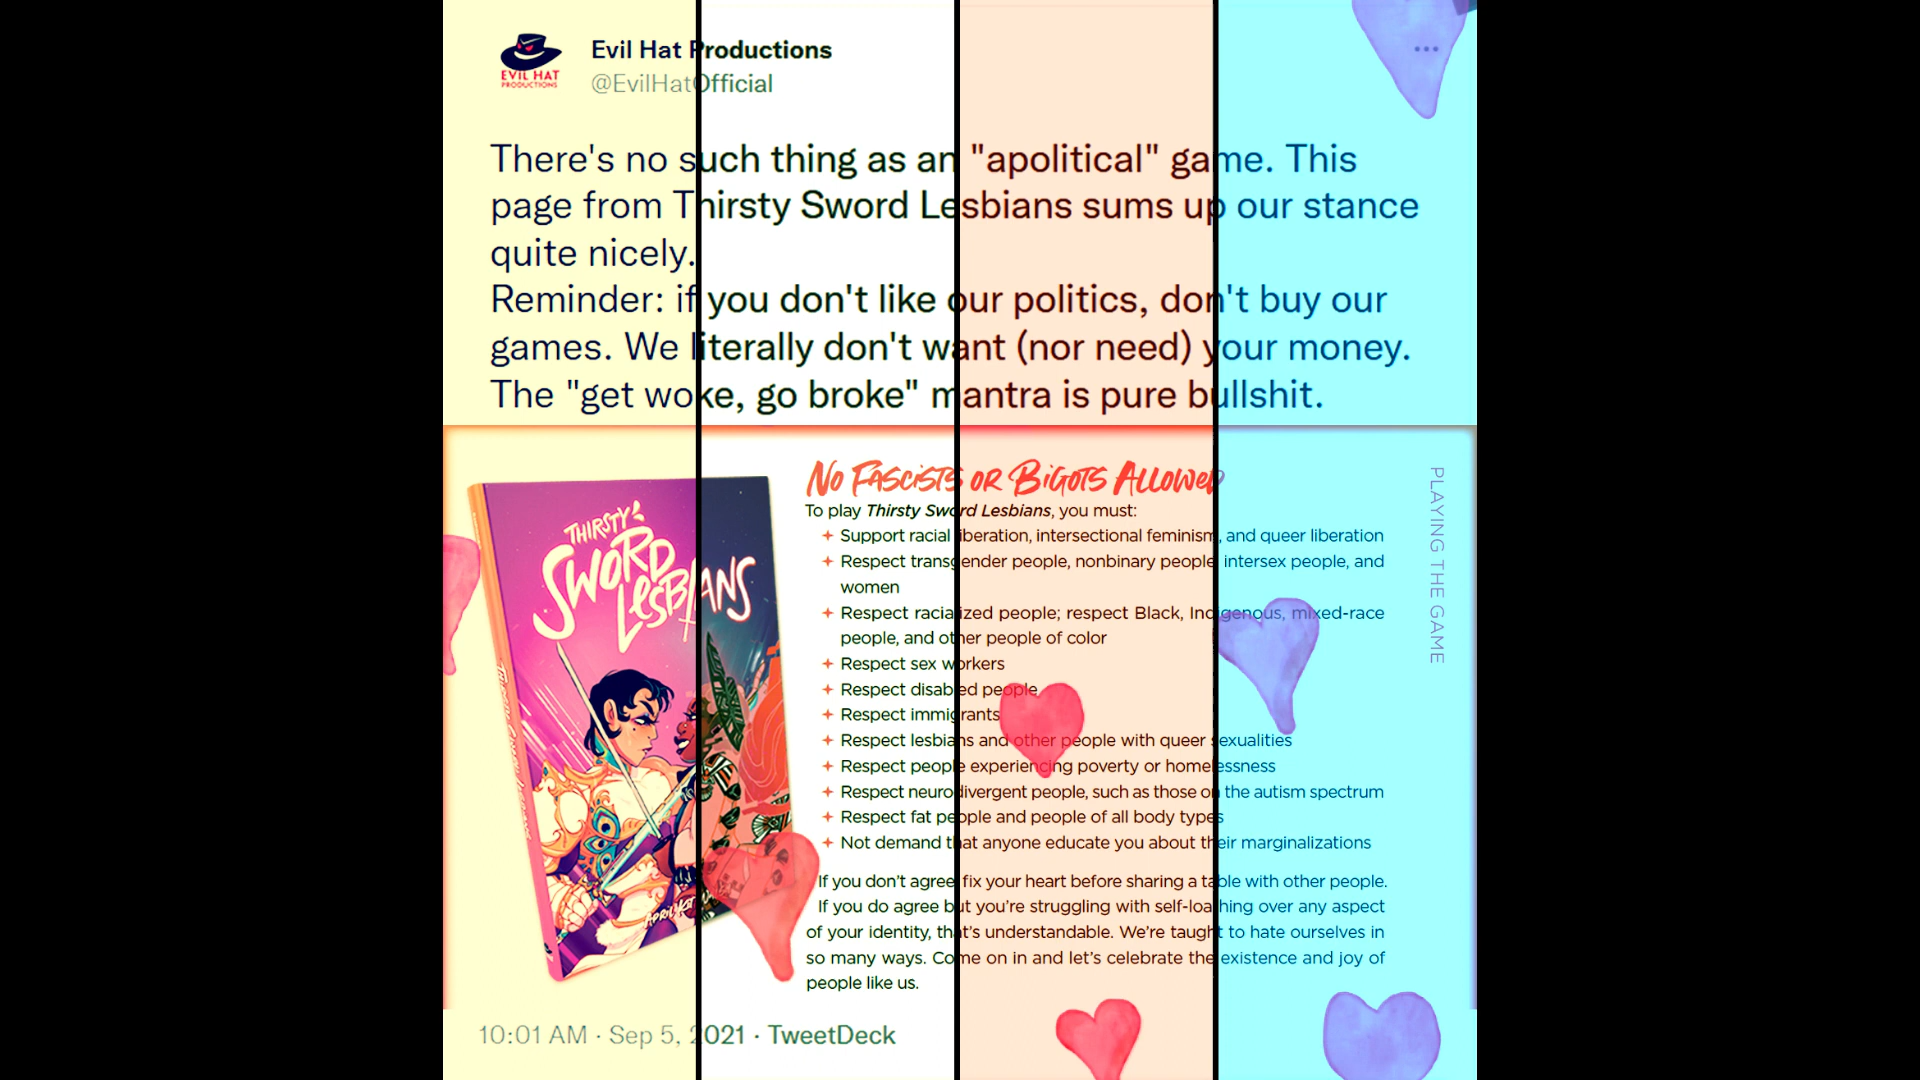 Evil Hat Productions
@EvilHatOfficial
EVIL HAT
PRODUCTIONS
There's no such thing as an "apolitical" game. This
page from Thirsty Sword Lesbians sums up our stance
quite nicely.
Reminder: if you don't like our politics, don't buy our
games. We literally don't want (nor need) your money.
The "get woke, go broke" mantra is pure bullshit.
THIRSTY
SWORD
LESBIANS
APRIL KIT
No Fascists or Bigots Allowed
To play Thirsty Sword Lesbians, you must:
Support racial liberation, intersectional feminism, and queer liberation
Respect transgender people, nonbinary people, intersex people, and
women
Respect racialized people; respect Black, Indigenous, mixed-race
people, and other people of color
Respect sex workers
Respect disabled people
Respect immigrants
Respect lesbians and other people with queer sexualities
Respect people experiencing poverty or homelessness
Respect neurodivergent people, such as those on the autism spectrum
Respect fat people and people of all body types
Not demand that anyone educate you about their marginalizations
If you don't agree, fix your heart before sharing a table with other people.
If you do agree but you're struggling with self-loathing over any aspect
of your identity, that's understandable. We're taught to hate ourselves in
so many ways. Come on in and let's celebrate the existence and joy of
people like us.
PLAYING THE GAME
10:01 AM · Sep 5, 2021 · TweetDeck